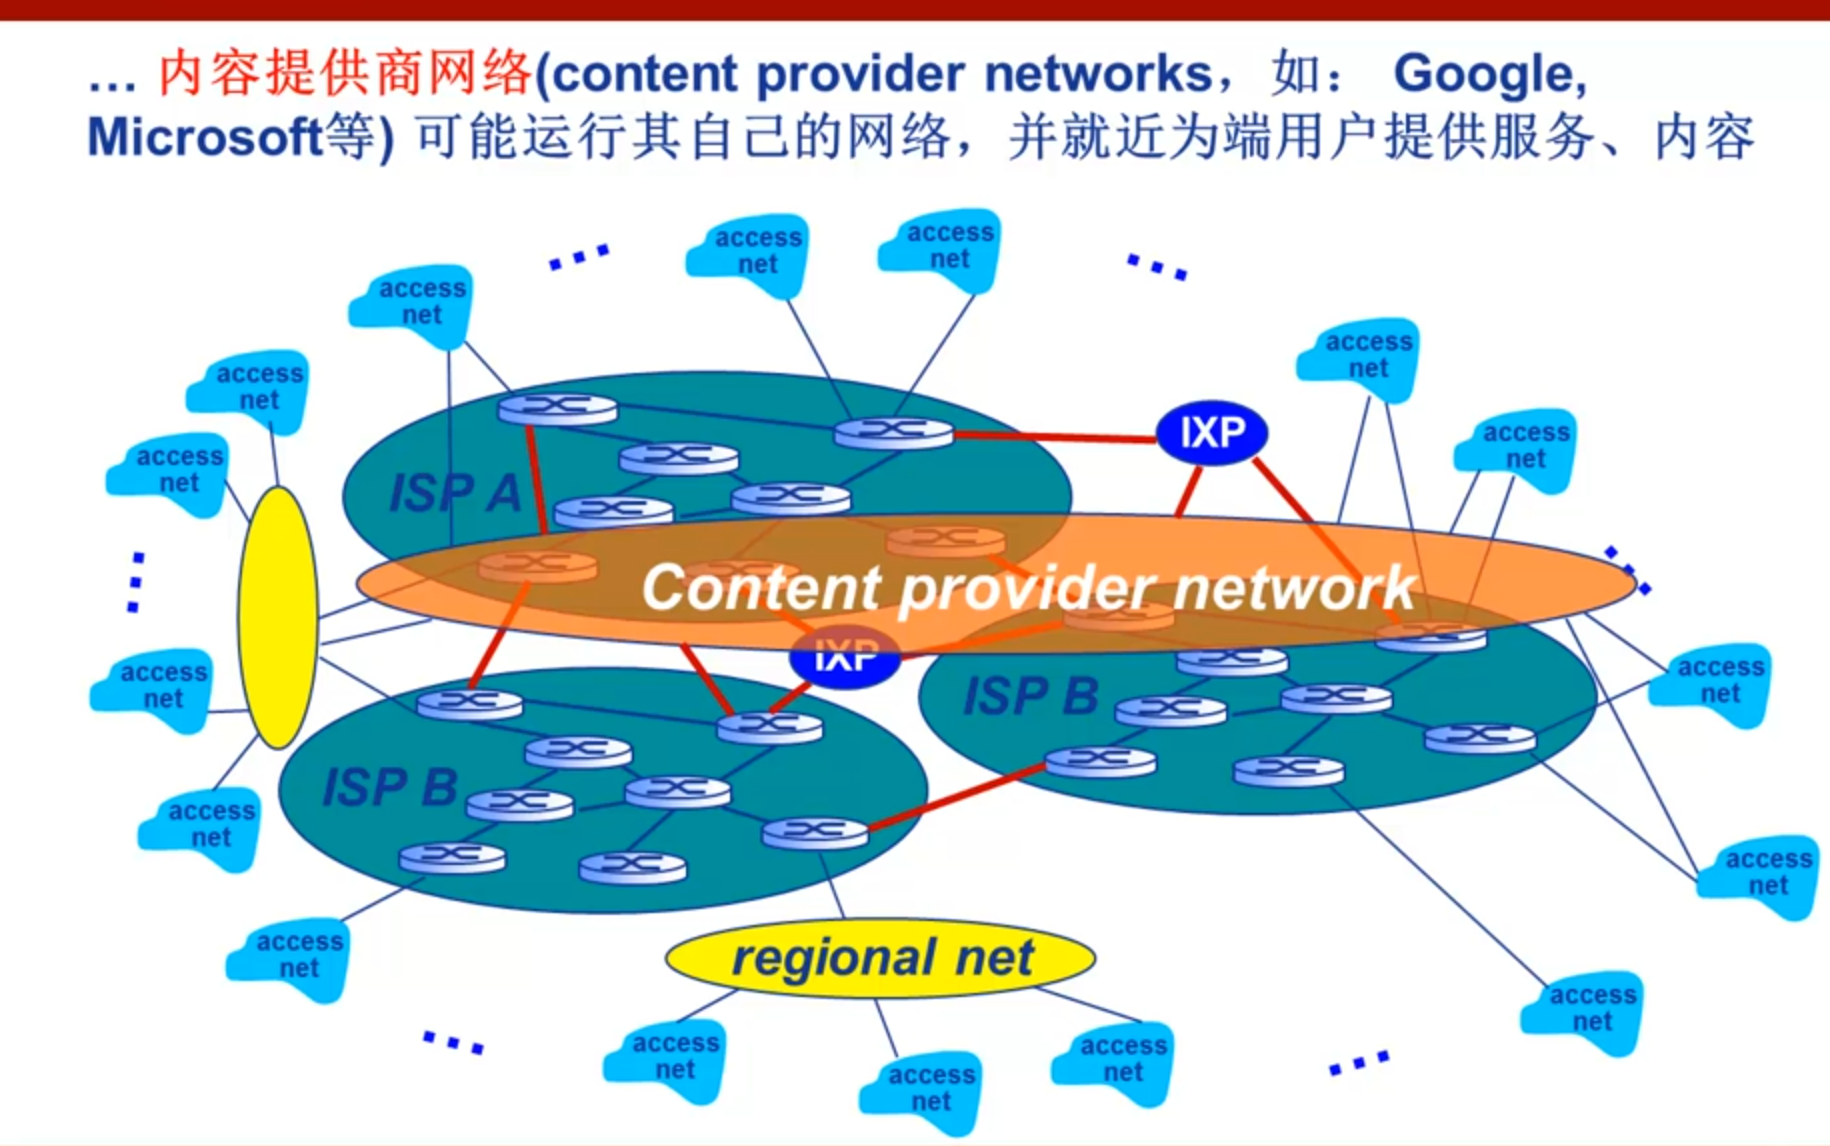 … 内容提供商网络(content provider networks，如： Google,
Microsoft等) 可能运行其自己的网络，并就近为端用户提供服务、内容
access
net
access
net
access
net
access
net
access
net
access
net
access
net
IXP
ISP A
Content provider network
IXP
access
net
access
net
ISP B
ISP B
access
net
access
net
access
net
regional net
access
net
access
net
access
net
access
net